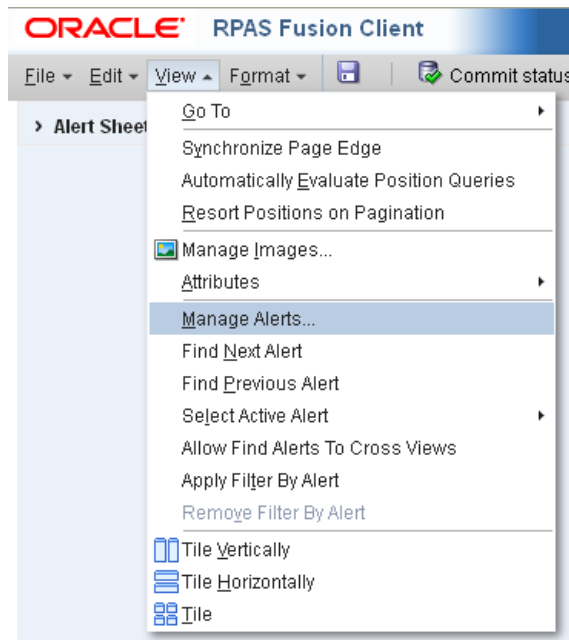 ORACLE RPAS Fusion Client
File Edit View Format Commit status
Alert Sheet
Go To
Synchronize Page Edge
Automatically Evaluate Position Queries
Resort Positions on Pagination
Manage Images...
Attributes
Manage Alerts...
Find Next Alert
Find Previous Alert
Select Active Alert
Allow Find Alerts To Cross Views
Apply Filter By Alert
Remove Filter By Alert
Tile Vertically
Tile Horizontally
Tile